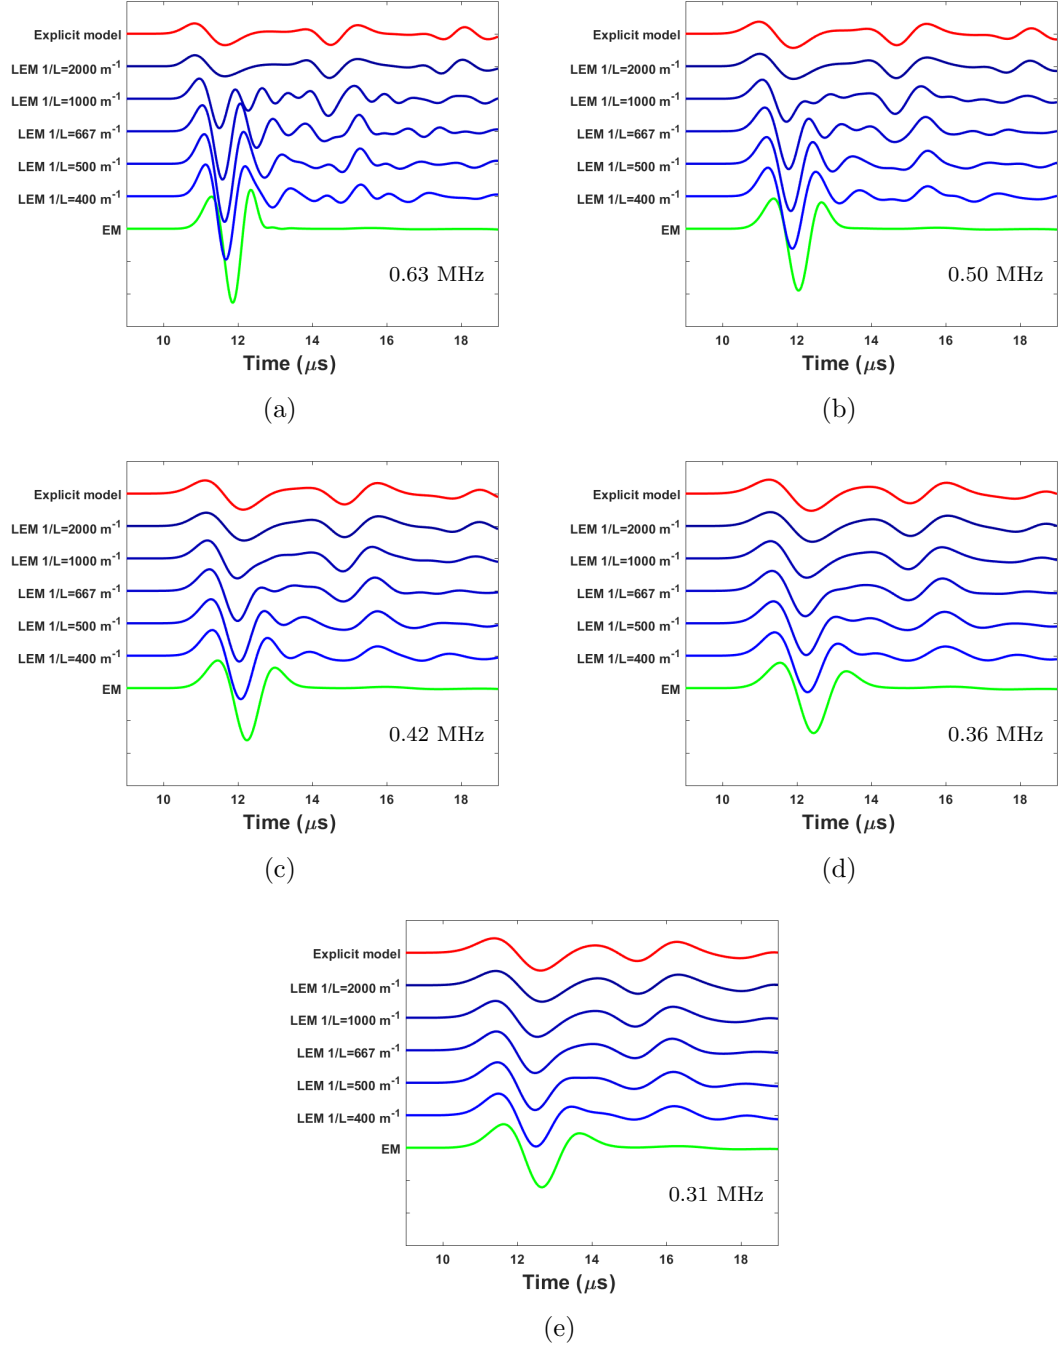 Explicit model
LEM 1/L=2000 m-1
LEM 1/L=1000 m-1
LEM 1/L=667 m-1
LEM 1/L=500 m-1
LEM 1/L=400 m-1
EM
0.63 MHz
10 12 14 16 18
Time (μs)
(a)
Explicit model
LEM 1/L=2000 m-1
LEM 1/L=1000 m-1
LEM 1/L=667 m-1
LEM 1/L=500 m-1
LEM 1/L=400 m-1
EM
0.50 MHz
10 12 14 16 18
Time (μs)
(b)
Explicit model
LEM 1/L=2000 m-1
LEM 1/L=1000 m-1
LEM 1/L=667 m-1
LEM 1/L=500 m-1
LEM 1/L=400 m-1
EM
0.42 MHz
10 12 14 16 18
Time (μs)
(c)
Explicit model
LEM 1/L=2000 m-1
LEM 1/L=1000 m-1
LEM 1/L=667 m-1
LEM 1/L=500 m-1
LEM 1/L=400 m-1
EM
0.36 MHz
10 12 14 16 18
Time (μs)
(d)
Explicit model
LEM 1/L=2000 m-1
LEM 1/L=1000 m-1
LEM 1/L=667 m-1
LEM 1/L=500 m-1
LEM 1/L=400 m-1
EM
0.31 MHz
10 12 14 16 18
Time (μs)
(e)